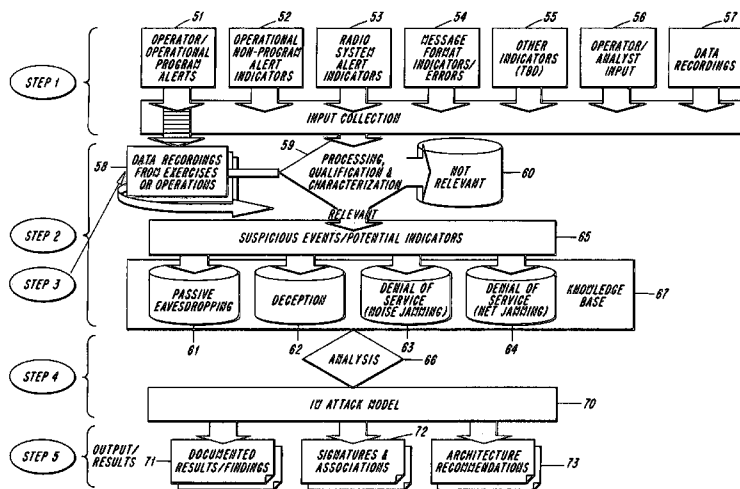 51
52
53
54
55
56
57
STEP 1
OPERATOR/
OPERATIONAL
PROGRAM
ALERTS
OPERATIONAL
NON-PROGRAM
ALERT
INDICATORS
RADIO
SYSTEM
ALERT
INDICATORS
MESSAGE
FORMAT
INDICATORS/
ERRORS
OTHER
INDICATORS
(TBD)
OPERATOR/
ANALYST
INPUT
DATA
RECORDINGS
INPUT COLLECTION
STEP 2
58
DATA RECORDINGS
FROM EXERCISES
OR OPERATIONS
59
PROCESSING,
QUALIFICATION &
CHARACTERIZATION
NOT
RELEVANT
60
RELEVANT
SUSPICIOUS EVENTS/POTENTIAL INDICATORS
65
STEP 3
PASSIVE
EAVESDROPPING
DECEPTION
DENIAL OF
SERVICE
(NOISE JAMMING)
DENIAL OF
SERVICE
(NET JAMMING)
KNOWLEDGE
BASE
67
61
62
63
64
STEP 4
ANALYSIS
66
IW ATTACK MODEL
70
STEP 5
OUTPUT/
RESULTS
71
DOCUMENTED
RESULTS/FINDINGS
72
SIGNATURES &
ASSOCIATIONS
ARCHITECTURE
RECOMMENDATIONS
73